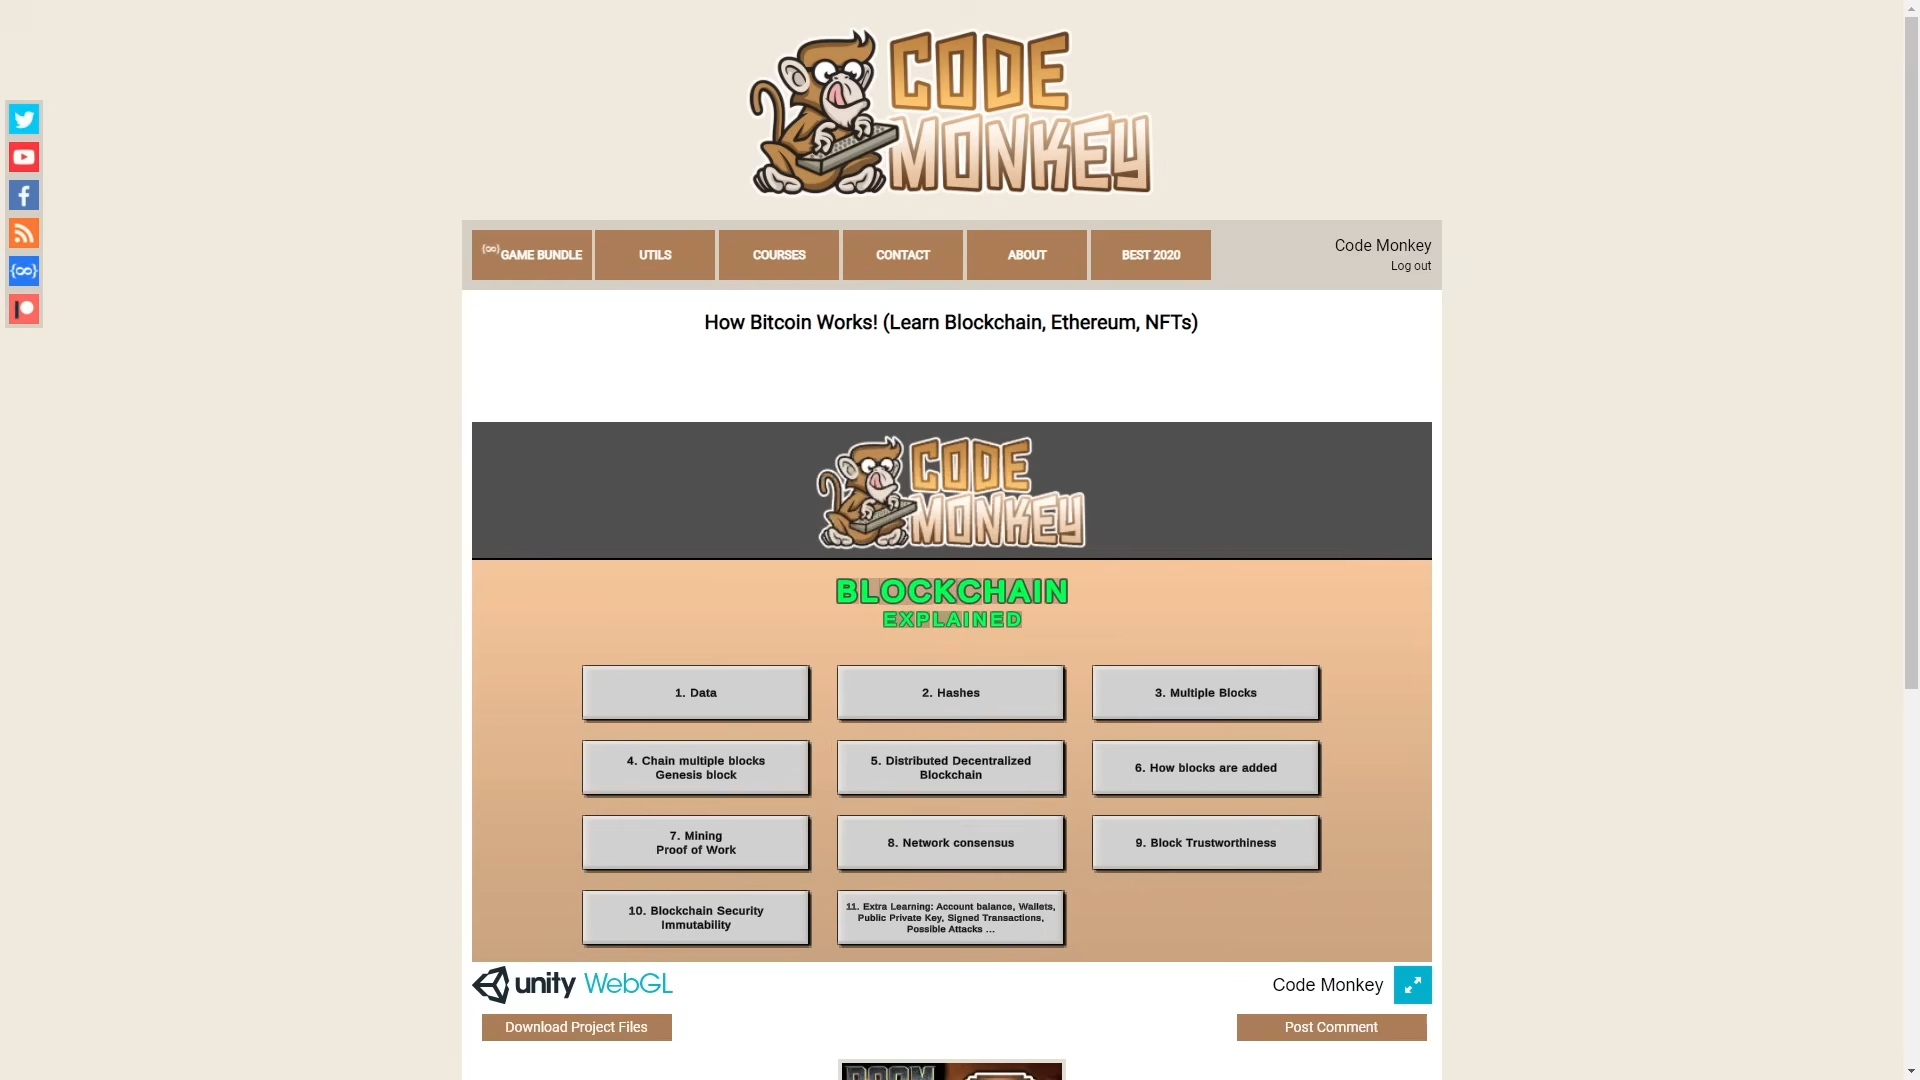 CODE
MONKEY
GAME BUNDLE
UTILS
COURSES
CONTACT
ABOUT
BEST 2020
Code Monkey
Log out
How Bitcoin Works! (Learn Blockchain, Ethereum, NFTs)
CODE
MONKEY
BLOCKCHAIN
EXPLAINED
1. Data
2. Hashes
3. Multiple Blocks
4. Chain multiple blocks
Genesis block
5. Distributed Decentralized
Blockchain
6. How blocks are added
7. Mining
Proof of Work
8. Network consensus
9. Block Trustworthiness
10. Blockchain Security
Immutability
11. Extra Learning: Account balance, Wallets,
Public Private Key, Signed Transactions,
Possible Attacks ...
unity WebGL
Code Monkey
Download Project Files
Post Comment
DOOM